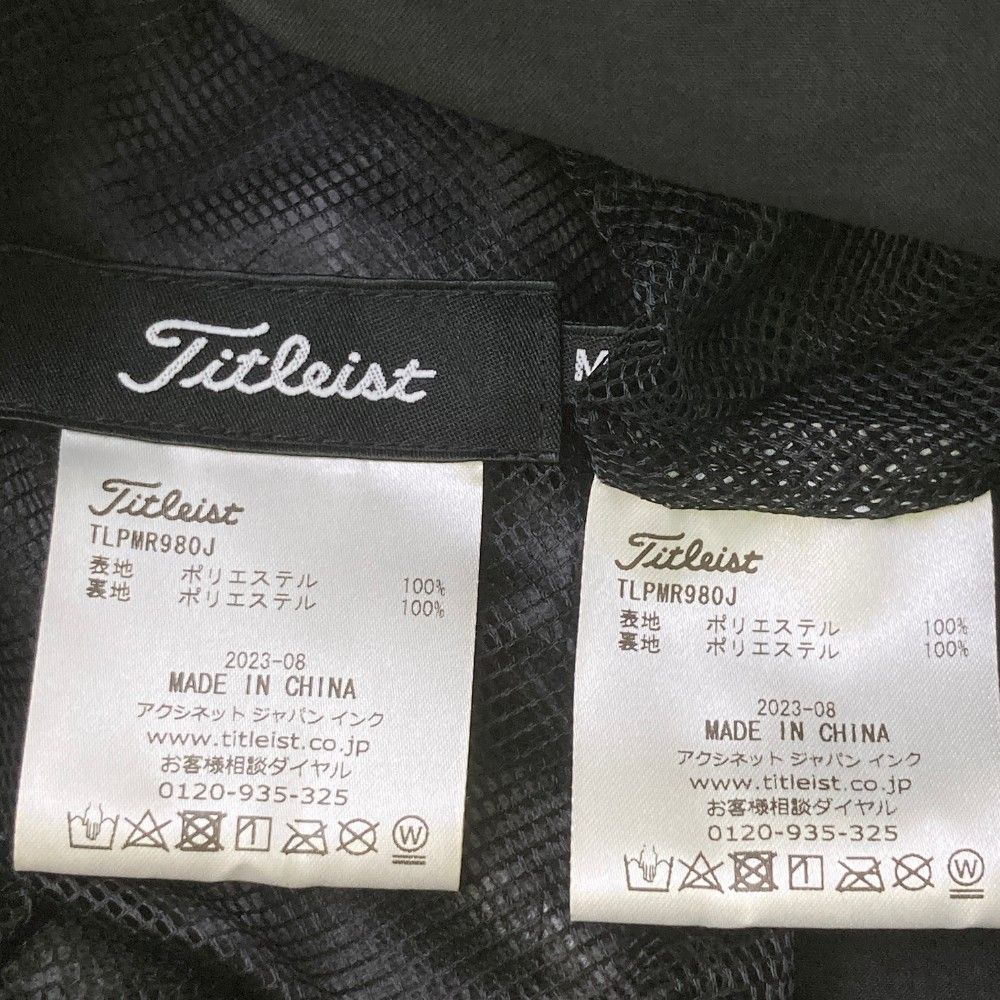 Titleist
M
Titleist
TLPMR980J
表地 ポリエステル 100%
裏地 ポリエステル 100%
2023-08
MADE IN CHINA
アクシネット ジャパン インク
www.titleist.co.jp
お客様相談ダイヤル
0120-935-325
W
Titleist
TLPMR980J
表地 ポリエステル 100%
裏地 ポリエステル 100%
2023-08
MADE IN CHINA
アクシネット ジャパン インク
www.titleist.co.jp
お客様相談ダイヤル
0120-935-325
W